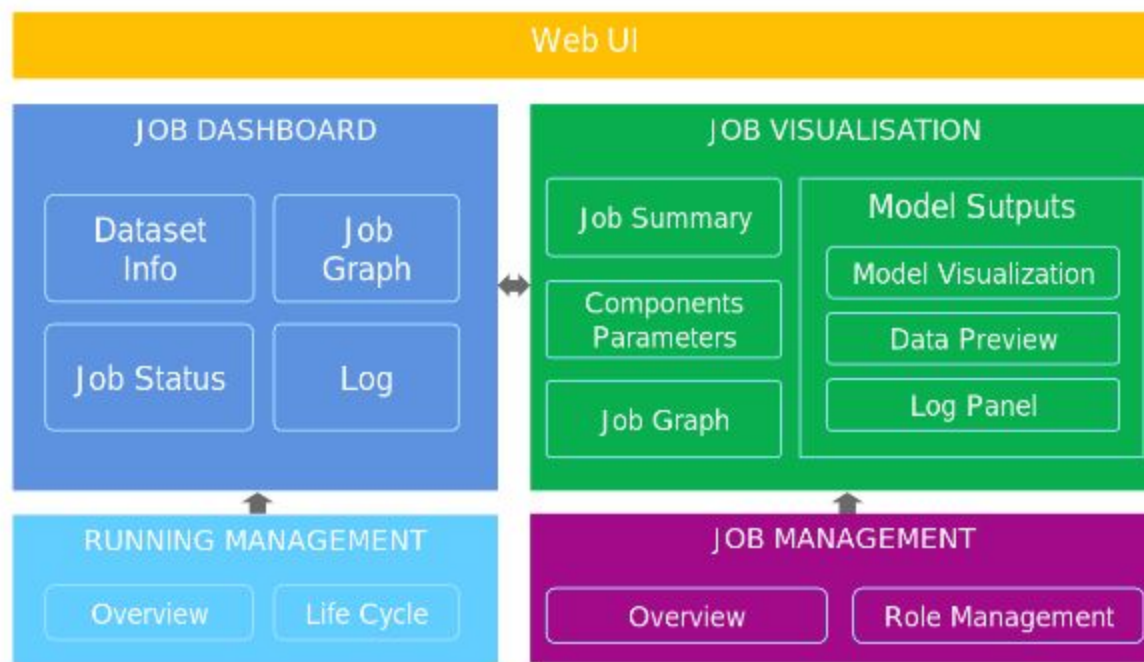 Web UI
JOB DASHBOARD
Dataset
Info
Job
Graph
Job Status
Log
JOB VISUALISATION
Job Summary
Components
Parameters
Job Graph
Model Sutputs
Model Visualization
Data Preview
Log Panel
RUNNING MANAGEMENT
Overview
Life Cycle
JOB MANAGEMENT
Overview
Role Management